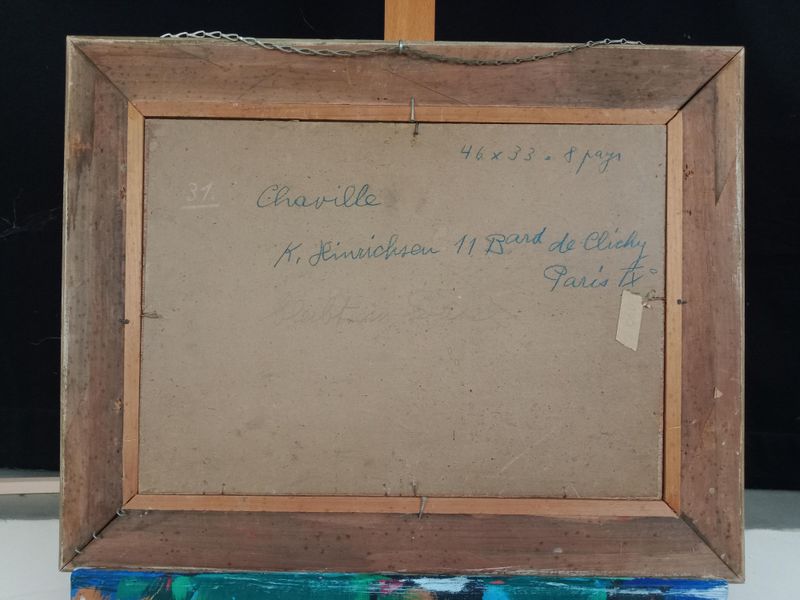 46 x 33 . 8 pays
31.
Chaville
K. Hinrichsen 11 Bard de Clichy
Paris IX°